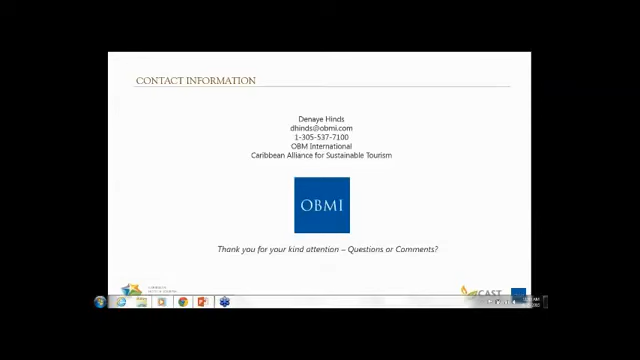 CONTACT INFORMATION
Denaye Hinds
dhinds@obmi.com
1-305-537-7100
OBM International
Caribbean Alliance for Sustainable Tourism
OBMI
Thank you for your kind attention – Questions or Comments?
CAST